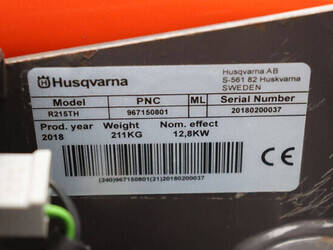 Husqvarna
Husqvarna AB
S-561 82 Huskvarna
SWEDEN
Model PNC ML Serial Number
R215TH 967150801 20180200037
Prod. year Weight Nom. effect
2018 211KG 12,8KW
(240)967150801(21)20180200037